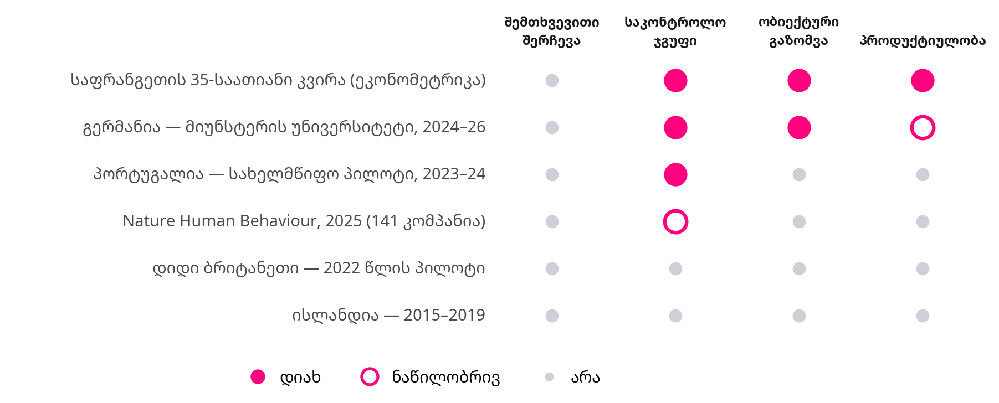 შემთხვევითი
შერჩევა
საკონტროლო
ჯგუფი
ობიექტური
გაზომვა
პროდუქტიულობა
საფრანგეთის 35-საათიანი კვირა (ეკონომეტრიკა)
გერმანია — მიუნსტერის უნივერსიტეტი, 2024–26
პორტუგალია — სახელმწიფო პილოტი, 2023–24
Nature Human Behaviour, 2025 (141 კომპანია)
დიდი ბრიტანეთი — 2022 წლის პილოტი
ისლანდია — 2015–2019
დიახ
ნაწილობრივ
არა